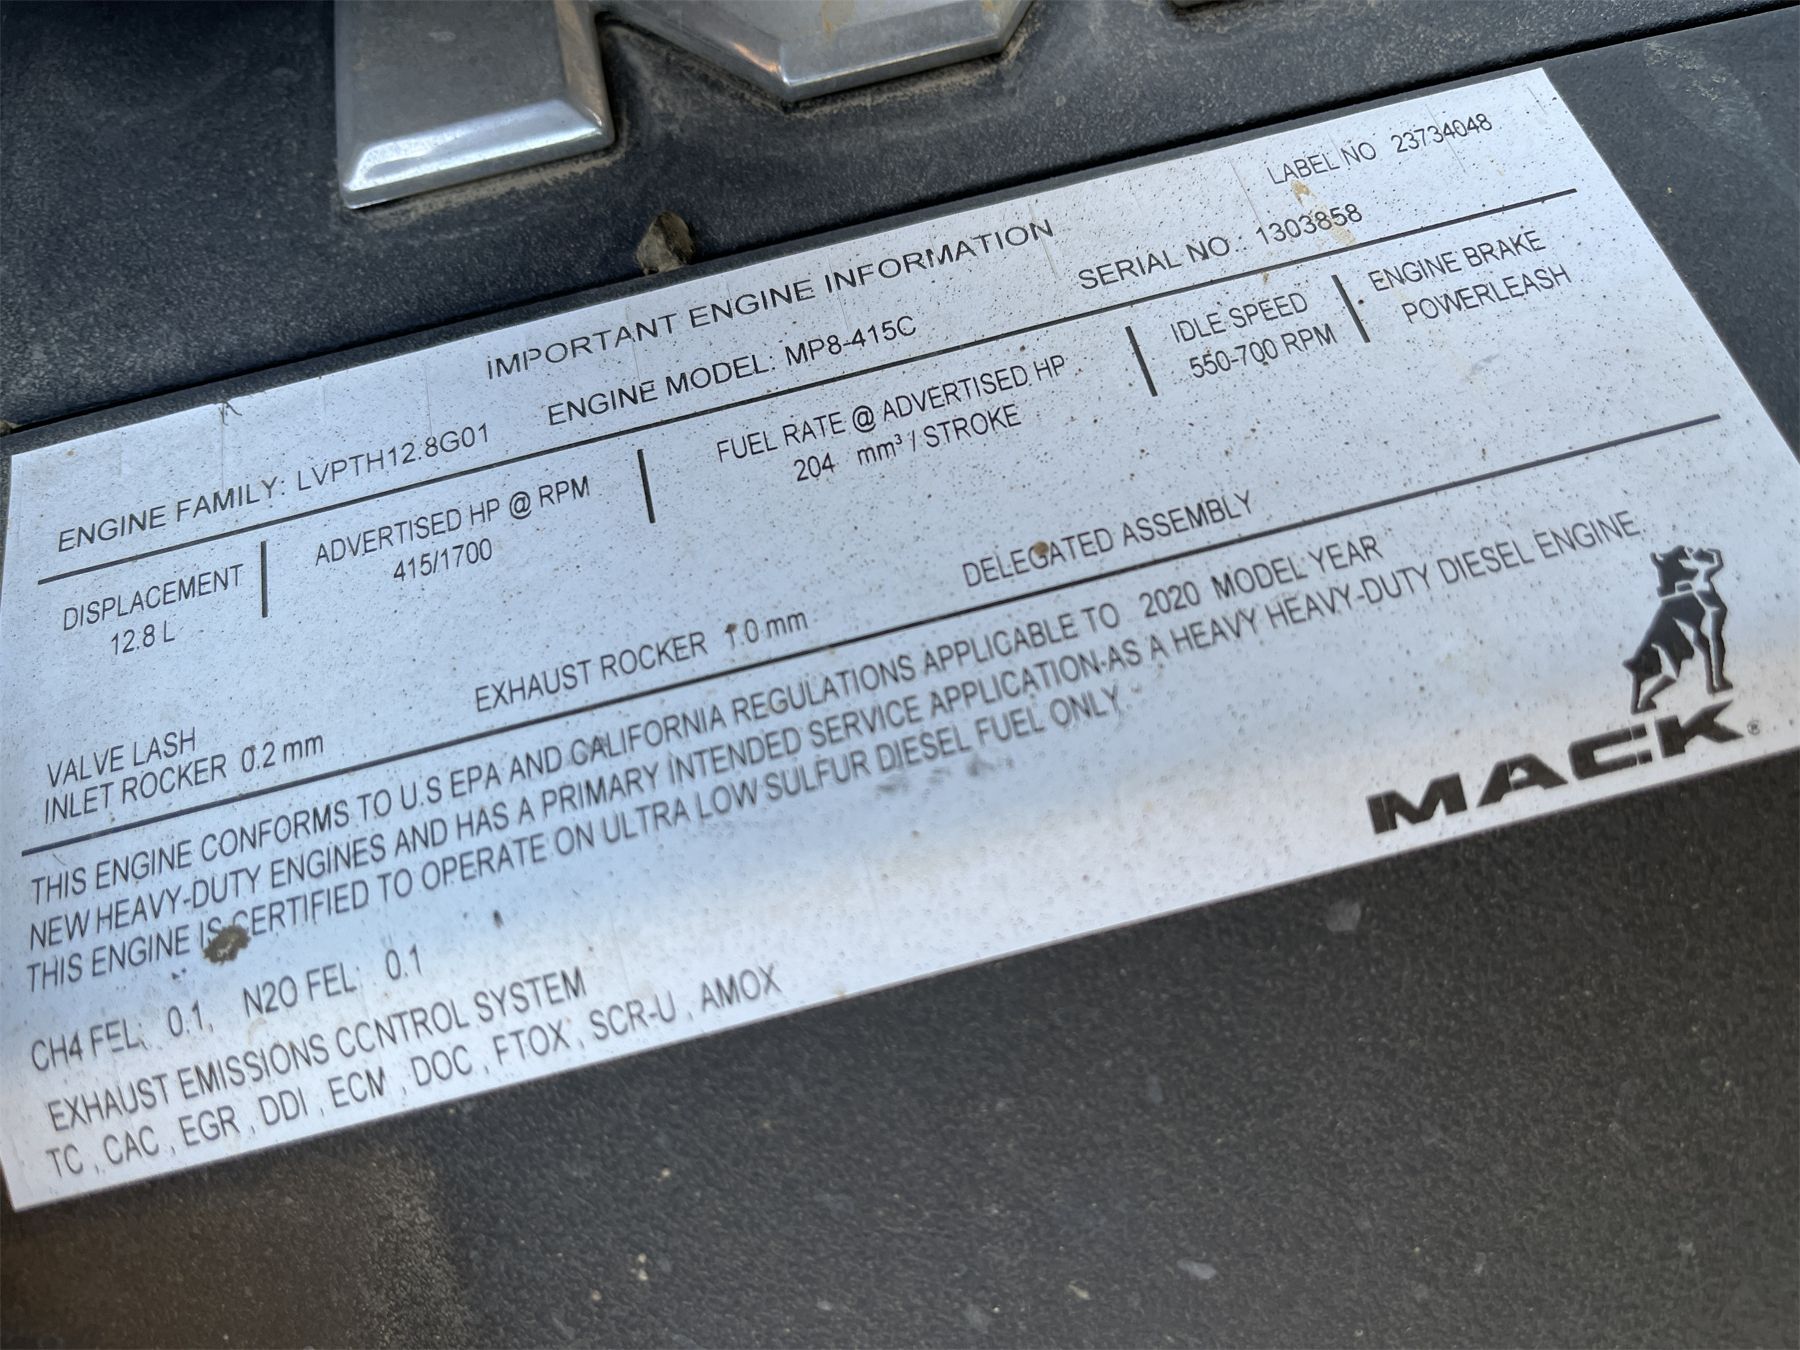 LABEL NO 23734048
IMPORTANT ENGINE INFORMATION
ENGINE FAMILY: LVPTH12.8G01 ENGINE MODEL: MP8-415C SERIAL NO: 1303858
DISPLACEMENT ADVERTISED HP @ RPM FUEL RATE @ ADVERTISED HP IDLE SPEED ENGINE BRAKE
12.8 L 415/1700 204 mm³ / STROKE 550-700 RPM POWERLEASH
VALVE LASH
INLET ROCKER 0.2 mm EXHAUST ROCKER 1.0 mm DELEGATED ASSEMBLY
THIS ENGINE CONFORMS TO U.S EPA AND CALIFORNIA REGULATIONS APPLICABLE TO 2020 MODEL YEAR
NEW HEAVY-DUTY ENGINES AND HAS A PRIMARY INTENDED SERVICE APPLICATION AS A HEAVY HEAVY-DUTY DIESEL ENGINE.
THIS ENGINE IS CERTIFIED TO OPERATE ON ULTRA LOW SULFUR DIESEL FUEL ONLY.
CH4 FEL: 0.1, N2O FEL: 0.1
EXHAUST EMISSIONS CONTROL SYSTEM
TC , CAC , EGR , DDI , ECM , DOC , FTOX , SCR-U , AMOX
MACK®